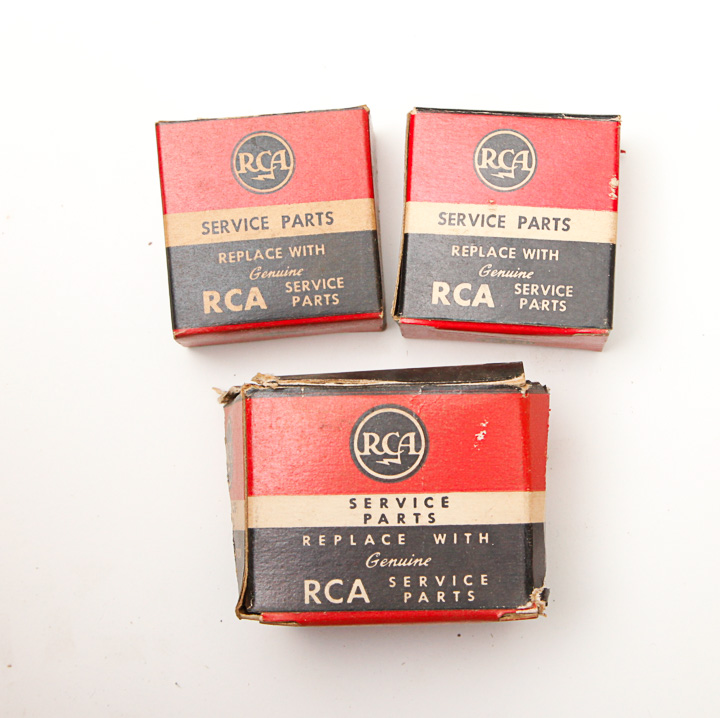 RCA
SERVICE PARTS
REPLACE WITH
Genuine
RCA SERVICE
PARTS
RCA
SERVICE PARTS
REPLACE WITH
Genuine
RCA SERVICE
PARTS
RCA
SERVICE
PARTS
REPLACE WITH
Genuine
RCA SERVICE
PARTS